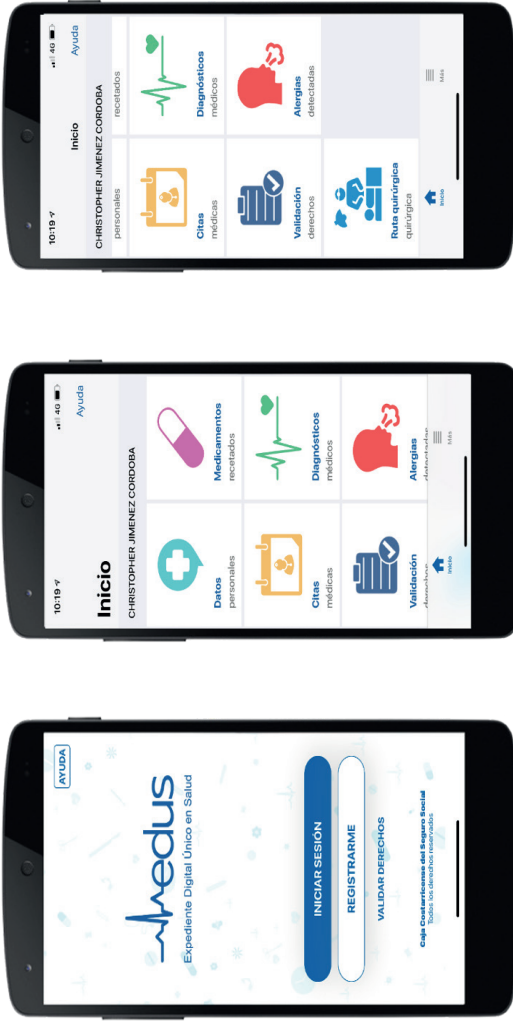 AYUDA
edus
Expediente Digital Único en Salud
INICIAR SESIÓN
REGISTRARME
VALIDAR DERECHOS
Caja Costarricense del Seguro Social
Todos los derechos reservados
10:19
4G
Ayuda
Inicio
CHRISTOPHER JIMENEZ CORDOBA
Datos
personales
Medicamentos
recetados
Citas
médicas
Diagnósticos
médicos
Validación
derechos
Alergias
detectadas
Inicio
Más
10:19
4G
Inicio
Ayuda
CHRISTOPHER JIMENEZ CORDOBA
personales
recetados
Citas
médicas
Diagnósticos
médicos
Validación
derechos
Alergias
detectadas
Ruta quirúrgica
quirúrgica
Inicio
Más